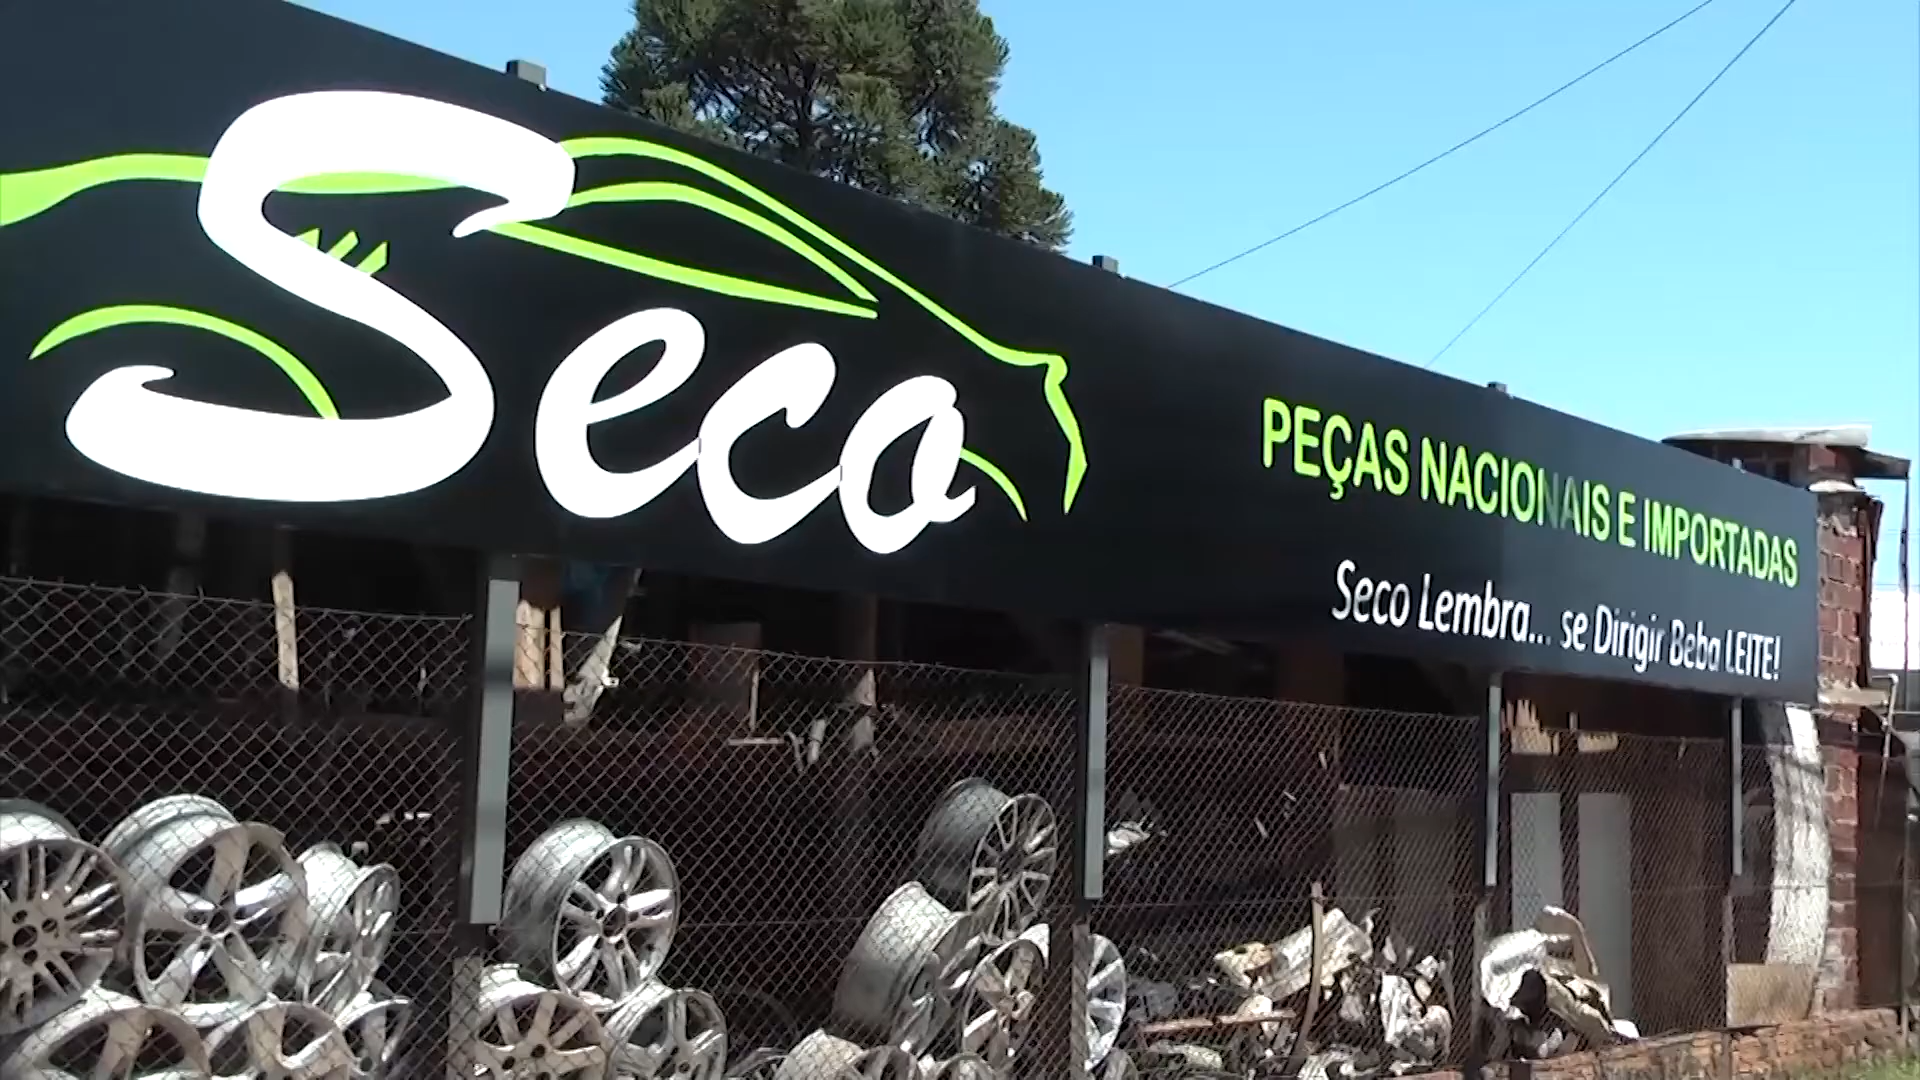 Seco
PEÇAS NACIONAIS E IMPORTADAS
Seco Lembra... se Dirigir Beba LEITE!